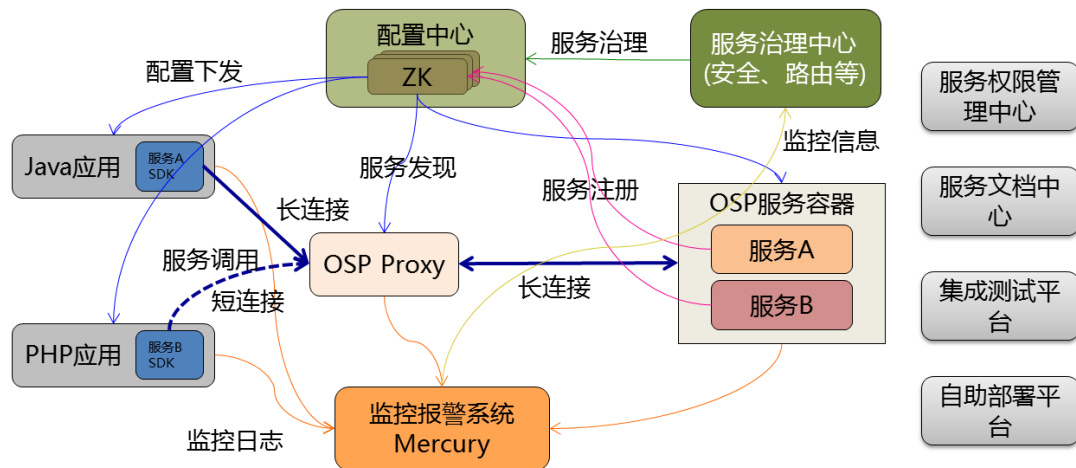 配置中心
ZK
服务治理
服务治理中心
(安全、路由等)
配置下发
服务权限管
理中心
Java应用
服务A
SDK
服务发现
监控信息
服务注册
服务文档中
心
长连接
OSP服务容器
服务A
服务调用
OSP Proxy
短连接
长连接
服务B
集成测试平
台
PHP应用
服务B
SDK
监控日志
监控报警系统
Mercury
自助部署平
台